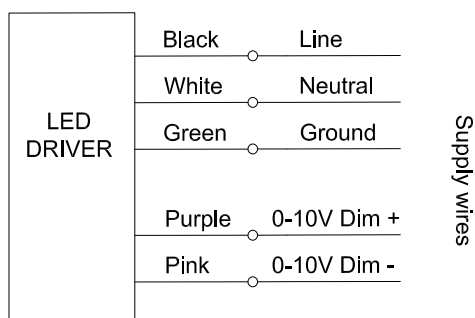 LED
DRIVER
Black Line
White Neutral
Green Ground
Purple 0-10V Dim +
Pink 0-10V Dim -
Supply wires